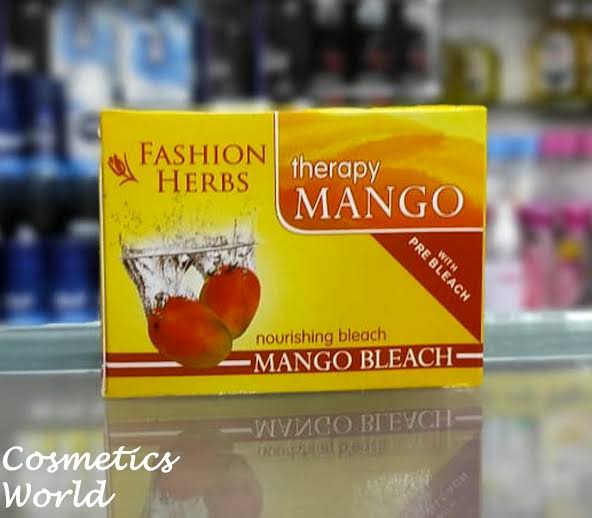 FASHION
HERBS
therapy
MANGO
WITH
PRE BLEACH
nourishing bleach
MANGO BLEACH
Cosmetics
World